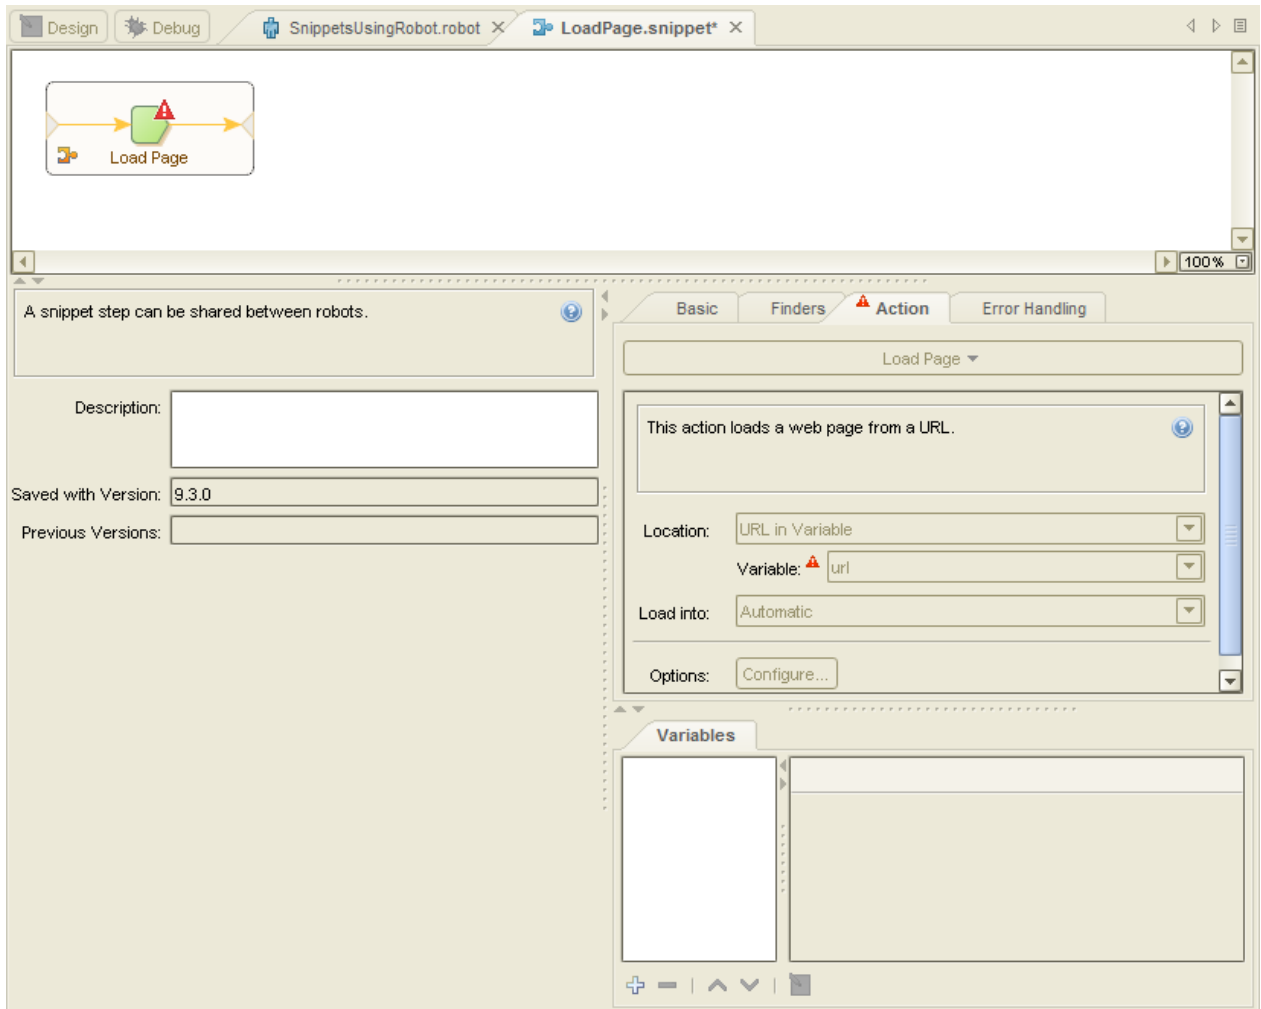 Design
Debug
SnippetsUsingRobot.robot
LoadPage.snippet*
Load Page
100%
A snippet step can be shared between robots.
Description:
Saved with Version: 9.3.0
Previous Versions:
Basic
Finders
Action
Error Handling
Load Page
This action loads a web page from a URL.
Location: URL in Variable
Variable: url
Load into: Automatic
Options: Configure...
Variables